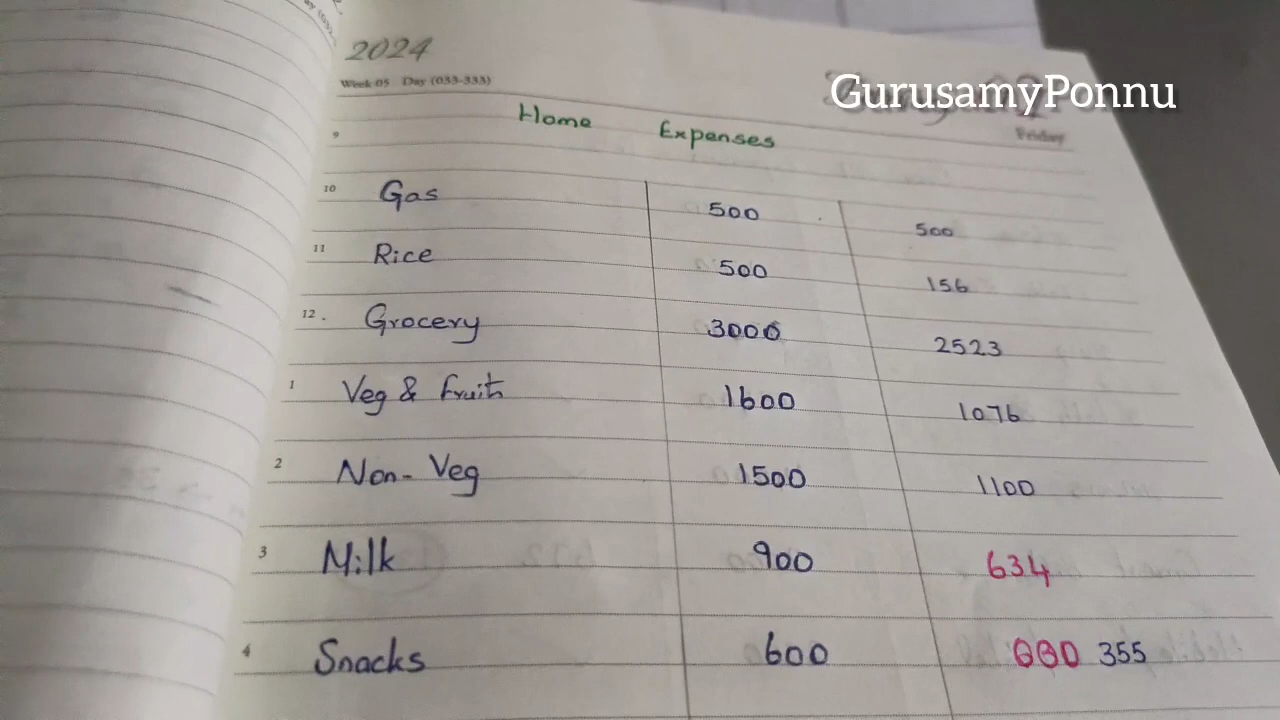 2024
GurusamyPonnu
Week 05 Day (033-333)
Friday
Home Expenses
9
10 Gas 500 500
11 Rice 500 156
12. Grocery 3000 2523
1 Veg & Fruits 1600 1076
2 Non-Veg 1500 1100
3 Milk 900 634
4 Snacks 600 355